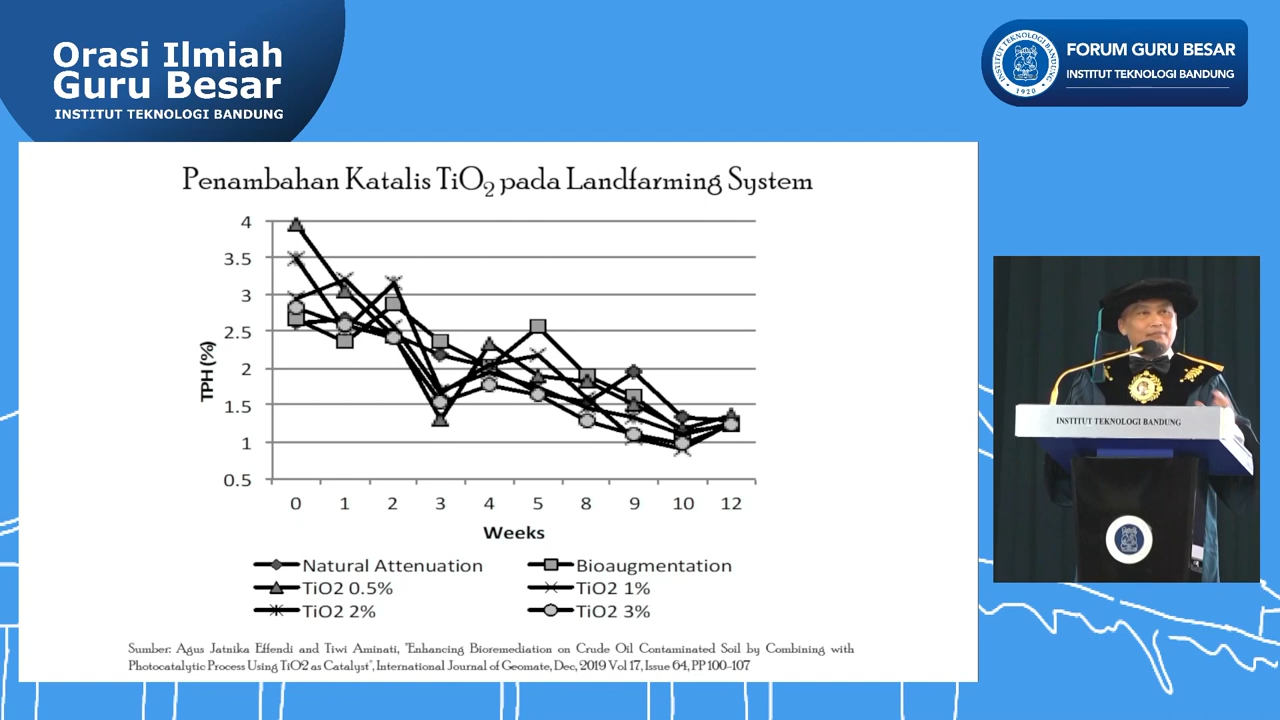 Orasi Ilmiah
Guru Besar
INSTITUT TEKNOLOGI BANDUNG
INSTITUT TEKNOLOGI BANDUNG
1920
FORUM GURU BESAR
INSTITUT TEKNOLOGI BANDUNG
Penambahan Katalis TiO2 pada Landfarming System
4
3.5
3
2.5
2
1.5
1
0.5
TPH (%)
0 1 2 3 4 5 8 9 10 12
Weeks
Natural Attenuation Bioaugmentation
TiO2 0.5% TiO2 1%
TiO2 2% TiO2 3%
Sumber: Agus Jatnika Effendi and Tiwi Aminati, "Enhancing Bioremediation on Crude Oil Contaminated Soil by Combining with
Photocatalytic Process Using TiO2 as Catalyst", International Journal of Geomate, Dec, 2019 Vol 17, Issue 64, PP 100-107
INSTITUT TEKNOLOGI BANDUNG